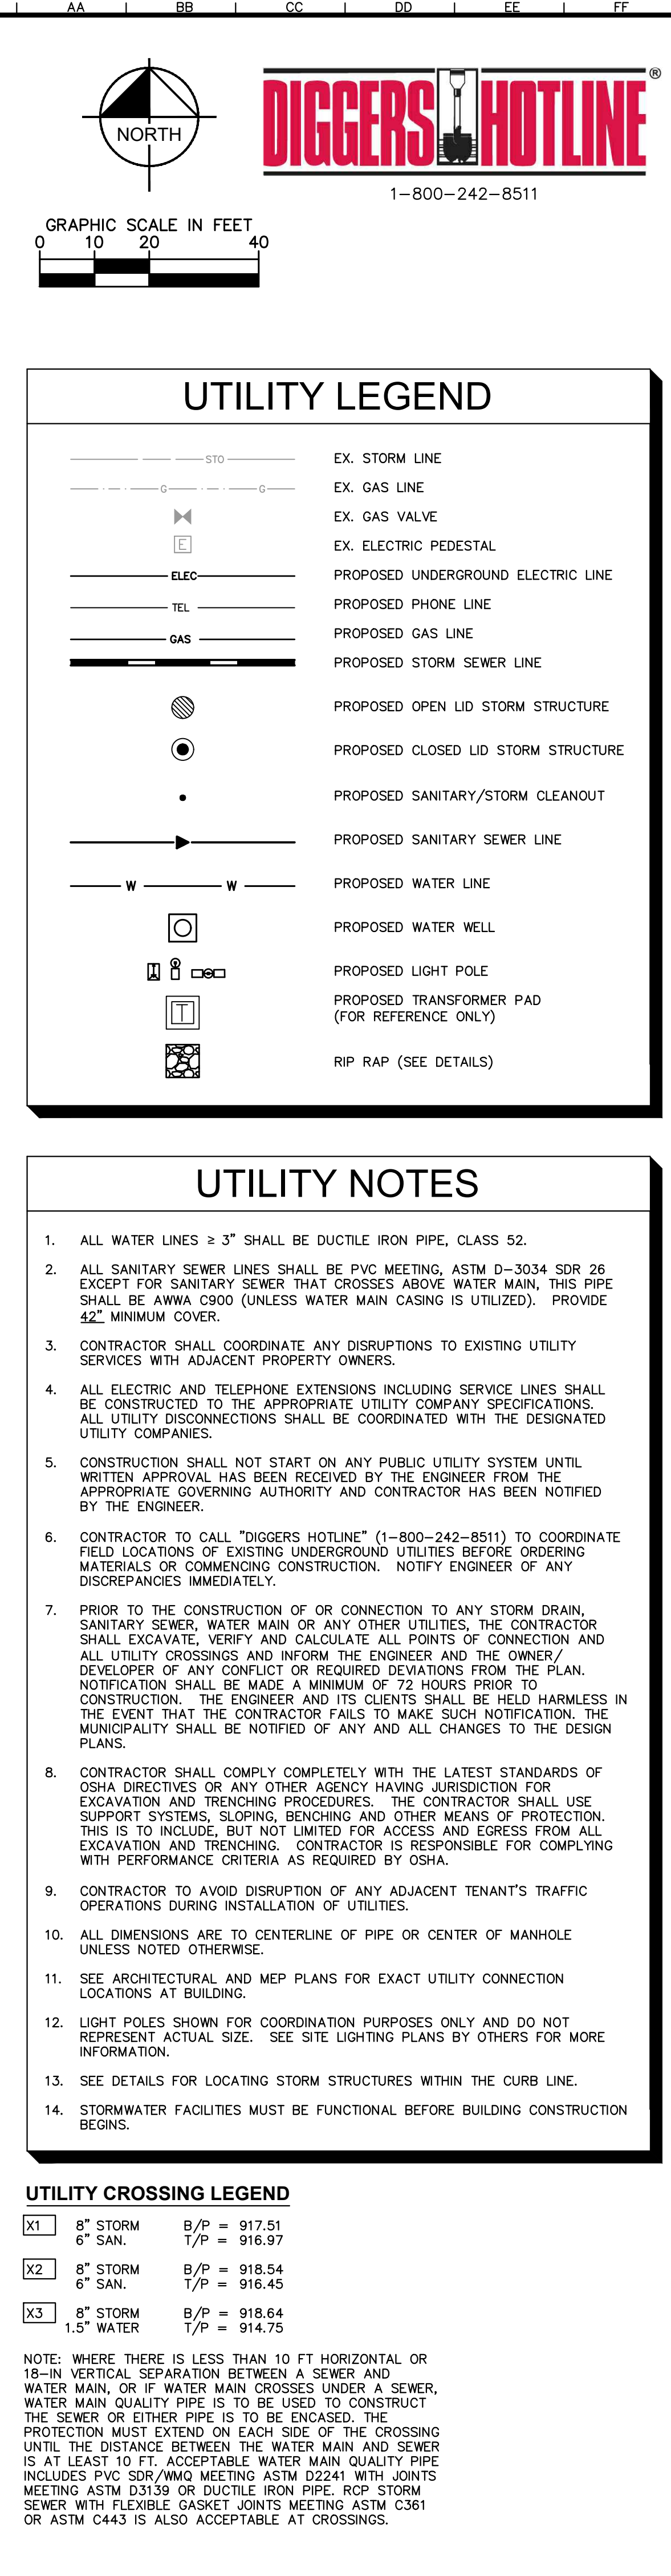 AA BB CC DD EE FF
DIGGERS HOTLINE ®
NORTH
1-800-242-8511
GRAPHIC SCALE IN FEET
0 10 20 40
UTILITY LEGEND
STO EX. STORM LINE
G G EX. GAS LINE
EX. GAS VALVE
E EX. ELECTRIC PEDESTAL
ELEC PROPOSED UNDERGROUND ELECTRIC LINE
TEL PROPOSED PHONE LINE
GAS PROPOSED GAS LINE
PROPOSED STORM SEWER LINE
PROPOSED OPEN LID STORM STRUCTURE
PROPOSED CLOSED LID STORM STRUCTURE
PROPOSED SANITARY/STORM CLEANOUT
PROPOSED SANITARY SEWER LINE
W W PROPOSED WATER LINE
PROPOSED WATER WELL
PROPOSED LIGHT POLE
T PROPOSED TRANSFORMER PAD
(FOR REFERENCE ONLY)
RIP RAP (SEE DETAILS)
UTILITY NOTES
1. ALL WATER LINES ≥ 3" SHALL BE DUCTILE IRON PIPE, CLASS 52.
2. ALL SANITARY SEWER LINES SHALL BE PVC MEETING, ASTM D-3034 SDR 26
EXCEPT FOR SANITARY SEWER THAT CROSSES ABOVE WATER MAIN, THIS PIPE
SHALL BE AWWA C900 (UNLESS WATER MAIN CASING IS UTILIZED). PROVIDE
42" MINIMUM COVER.
3. CONTRACTOR SHALL COORDINATE ANY DISRUPTIONS TO EXISTING UTILITY
SERVICES WITH ADJACENT PROPERTY OWNERS.
4. ALL ELECTRIC AND TELEPHONE EXTENSIONS INCLUDING SERVICE LINES SHALL
BE CONSTRUCTED TO THE APPROPRIATE UTILITY COMPANY SPECIFICATIONS.
ALL UTILITY DISCONNECTIONS SHALL BE COORDINATED WITH THE DESIGNATED
UTILITY COMPANIES.
5. CONSTRUCTION SHALL NOT START ON ANY PUBLIC UTILITY SYSTEM UNTIL
WRITTEN APPROVAL HAS BEEN RECEIVED BY THE ENGINEER FROM THE
APPROPRIATE GOVERNING AUTHORITY AND CONTRACTOR HAS BEEN NOTIFIED
BY THE ENGINEER.
6. CONTRACTOR TO CALL "DIGGERS HOTLINE" (1-800-242-8511) TO COORDINATE
FIELD LOCATIONS OF EXISTING UNDERGROUND UTILITIES BEFORE ORDERING
MATERIALS OR COMMENCING CONSTRUCTION. NOTIFY ENGINEER OF ANY
DISCREPANCIES IMMEDIATELY.
7. PRIOR TO THE CONSTRUCTION OF OR CONNECTION TO ANY STORM DRAIN,
SANITARY SEWER, WATER MAIN OR ANY OTHER UTILITIES, THE CONTRACTOR
SHALL EXCAVATE, VERIFY AND CALCULATE ALL POINTS OF CONNECTION AND
ALL UTILITY CROSSINGS AND INFORM THE ENGINEER AND THE OWNER/
DEVELOPER OF ANY CONFLICT OR REQUIRED DEVIATIONS FROM THE PLAN.
NOTIFICATION SHALL BE MADE A MINIMUM OF 72 HOURS PRIOR TO
CONSTRUCTION. THE ENGINEER AND ITS CLIENTS SHALL BE HELD HARMLESS IN
THE EVENT THAT THE CONTRACTOR FAILS TO MAKE SUCH NOTIFICATION. THE
MUNICIPALITY SHALL BE NOTIFIED OF ANY AND ALL CHANGES TO THE DESIGN
PLANS.
8. CONTRACTOR SHALL COMPLY COMPLETELY WITH THE LATEST STANDARDS OF
OSHA DIRECTIVES OR ANY OTHER AGENCY HAVING JURISDICTION FOR
EXCAVATION AND TRENCHING PROCEDURES. THE CONTRACTOR SHALL USE
SUPPORT SYSTEMS, SLOPING, BENCHING AND OTHER MEANS OF PROTECTION.
THIS IS TO INCLUDE, BUT NOT LIMITED FOR ACCESS AND EGRESS FROM ALL
EXCAVATION AND TRENCHING. CONTRACTOR IS RESPONSIBLE FOR COMPLYING
WITH PERFORMANCE CRITERIA AS REQUIRED BY OSHA.
9. CONTRACTOR TO AVOID DISRUPTION OF ANY ADJACENT TENANT'S TRAFFIC
OPERATIONS DURING INSTALLATION OF UTILITIES.
10. ALL DIMENSIONS ARE TO CENTERLINE OF PIPE OR CENTER OF MANHOLE
UNLESS NOTED OTHERWISE.
11. SEE ARCHITECTURAL AND MEP PLANS FOR EXACT UTILITY CONNECTION
LOCATIONS AT BUILDING.
12. LIGHT POLES SHOWN FOR COORDINATION PURPOSES ONLY AND DO NOT
REPRESENT ACTUAL SIZE. SEE SITE LIGHTING PLANS BY OTHERS FOR MORE
INFORMATION.
13. SEE DETAILS FOR LOCATING STORM STRUCTURES WITHIN THE CURB LINE.
14. STORMWATER FACILITIES MUST BE FUNCTIONAL BEFORE BUILDING CONSTRUCTION
BEGINS.
UTILITY CROSSING LEGEND
X1 8" STORM B/P = 917.51
6" SAN. T/P = 916.97
X2 8" STORM B/P = 918.54
6" SAN. T/P = 916.45
X3 8" STORM B/P = 918.64
1.5" WATER T/P = 914.75
NOTE: WHERE THERE IS LESS THAN 10 FT HORIZONTAL OR
18-IN VERTICAL SEPARATION BETWEEN A SEWER AND
WATER MAIN, OR IF WATER MAIN CROSSES UNDER A SEWER,
WATER MAIN QUALITY PIPE IS TO BE USED TO CONSTRUCT
THE SEWER OR EITHER PIPE IS TO BE ENCASED. THE
PROTECTION MUST EXTEND ON EACH SIDE OF THE CROSSING
UNTIL THE DISTANCE BETWEEN THE WATER MAIN AND SEWER
IS AT LEAST 10 FT. ACCEPTABLE WATER MAIN QUALITY PIPE
INCLUDES PVC SDR/WMQ MEETING ASTM D2241 WITH JOINTS
MEETING ASTM D3139 OR DUCTILE IRON PIPE. RCP STORM
SEWER WITH FLEXIBLE GASKET JOINTS MEETING ASTM C361
OR ASTM C443 IS ALSO ACCEPTABLE AT CROSSINGS.